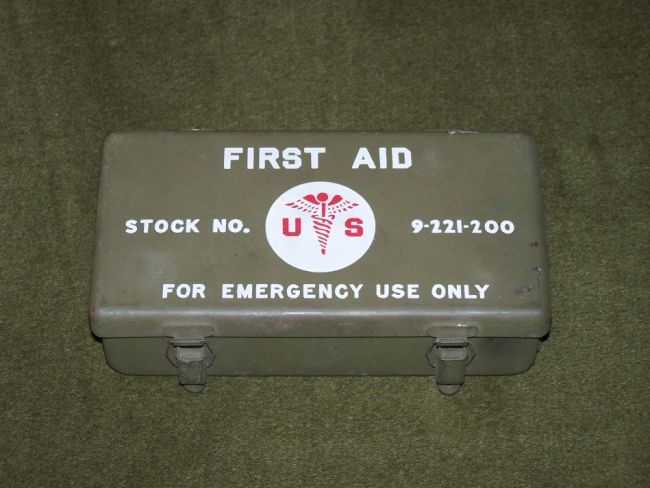 FIRST AID
STOCK NO. U S 9-221-200
FOR EMERGENCY USE ONLY